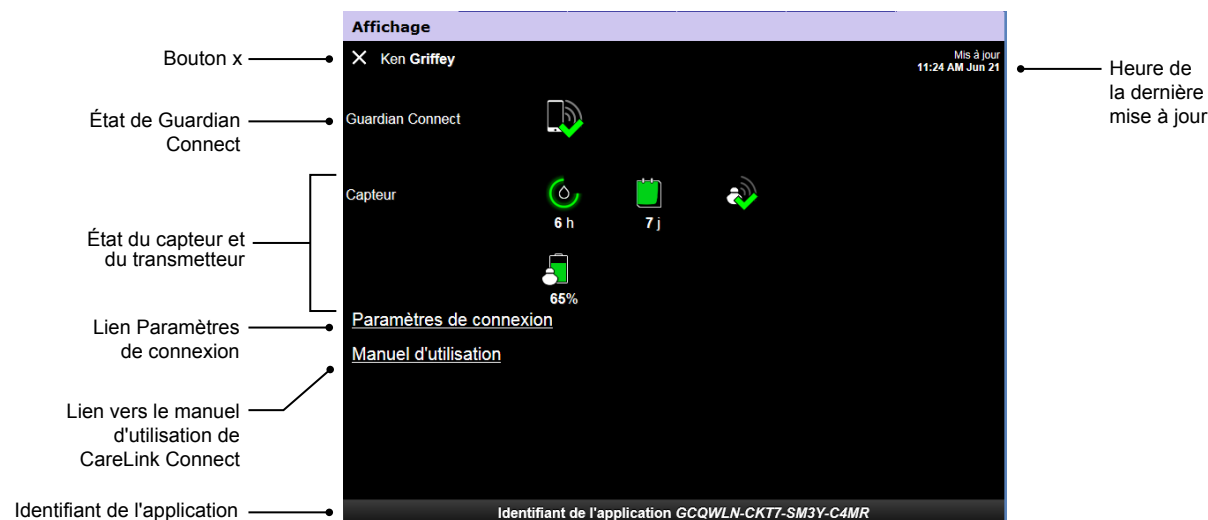 Affichage
Bouton x
Ken Griffey
Mis à jour
11:24 AM Jun 21
Heure de
la dernière
mise à jour
État de Guardian
Connect
Guardian Connect
Capteur
6 h
7 j
État du capteur et
du transmetteur
65%
Lien Paramètres
de connexion
Paramètres de connexion
Manuel d'utilisation
Lien vers le manuel
d'utilisation de
CareLink Connect
Identifiant de l'application
Identifiant de l'application GCQWLN-CKT7-SM3Y-C4MR